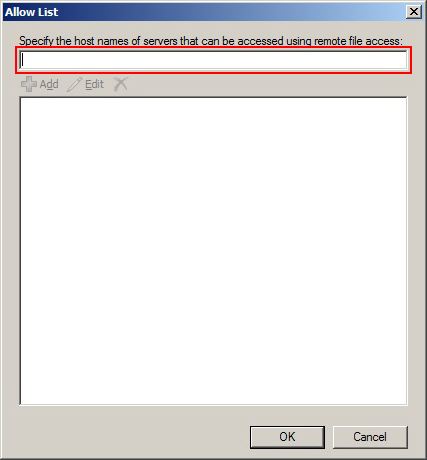 Allow List
Specify the host names of servers that can be accessed using remote file access:
Add Edit
OK Cancel